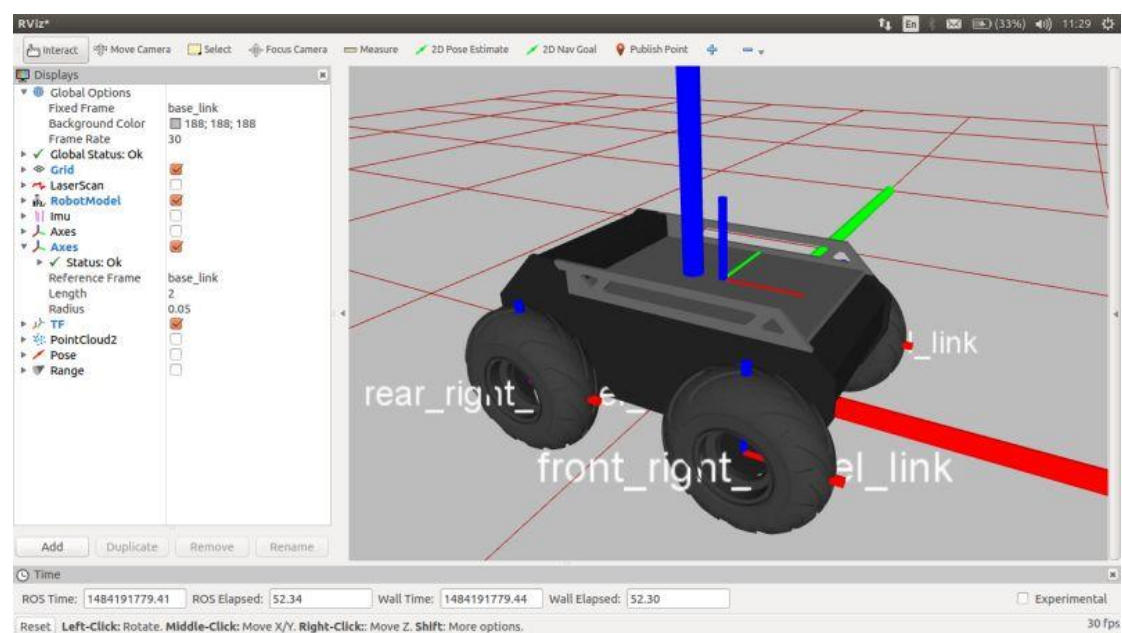 RViz*
En (33%) 11:29
Interact Move Camera Select Focus Camera Measure 2D Pose Estimate 2D Nav Goal Publish Point
Displays
Global Options
Fixed Frame base_link
Background Color 188; 188; 188
Frame Rate 30
Global Status: Ok
Grid
LaserScan
RobotModel
Imu
Axes
Axes
Status: Ok
Reference Frame base_link
Length 2
Radius 0.05
TF
PointCloud2
Pose
Range
l_link
rear_right_ el_
front_right_ el_link
Add Duplicate Remove Rename
Time
ROS Time: 1484191779.41 ROS Elapsed: 52.34 Wall Time: 1484191779.44 Wall Elapsed: 52.30 Experimental
Reset Left-Click: Rotate. Middle-Click: Move X/Y. Right-Click:: Move Z. Shift: More options. 30 fps